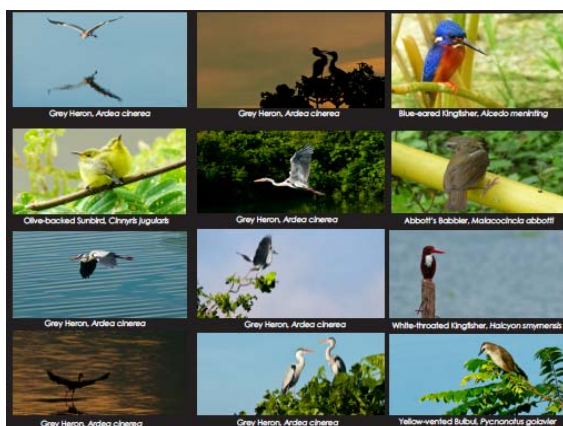 Grey Heron, Ardea cinerea
Grey Heron, Ardea cinerea
Blue-eared Kingfisher, Alcedo meninting
Olive-backed Sunbird, Cinnyris jugularis
Grey Heron, Ardea cinerea
Abbott's Babbler, Malacocincla abbotti
Grey Heron, Ardea cinerea
Grey Heron, Ardea cinerea
White-throated Kingfisher, Halcyon smyrnensis
Grey Heron, Ardea cinerea
Grey Heron, Ardea cinerea
Yellow-vented Bulbul, Pycnonotus goiavier